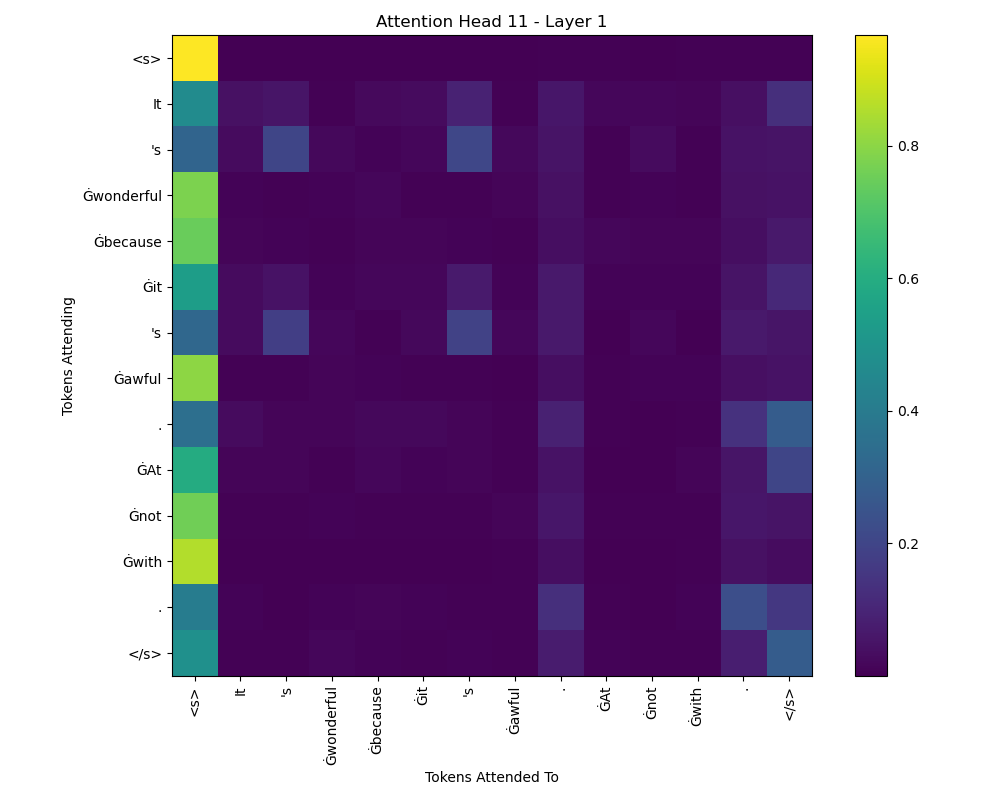 Attention Head 11 - Layer 1
<s>
It
's
Ġwonderful
Ġbecause
Ġit
's
Ġawful
.
ĠAt
Ġnot
Ġwith
.
</s>
Tokens Attending
<s>
It
's
Ġwonderful
Ġbecause
Ġit
's
Ġawful
.
ĠAt
Ġnot
Ġwith
.
</s>
Tokens Attended To
0.8
0.6
0.4
0.2